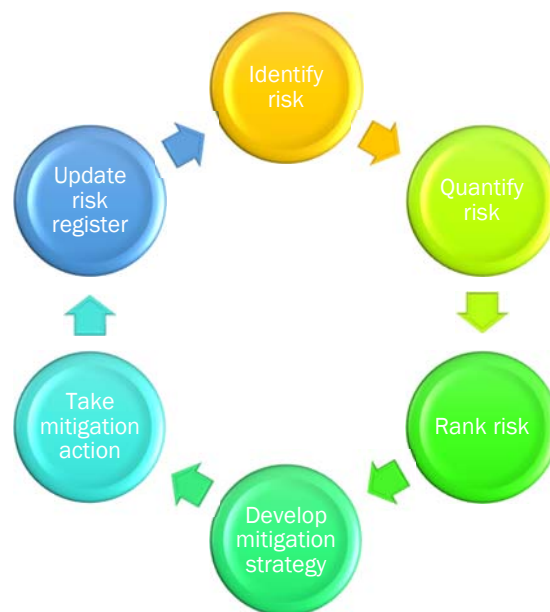 Identify
risk
Quantify
risk
Rank risk
Develop
mitigation
strategy
Take
mitigation
action
Update
risk
register